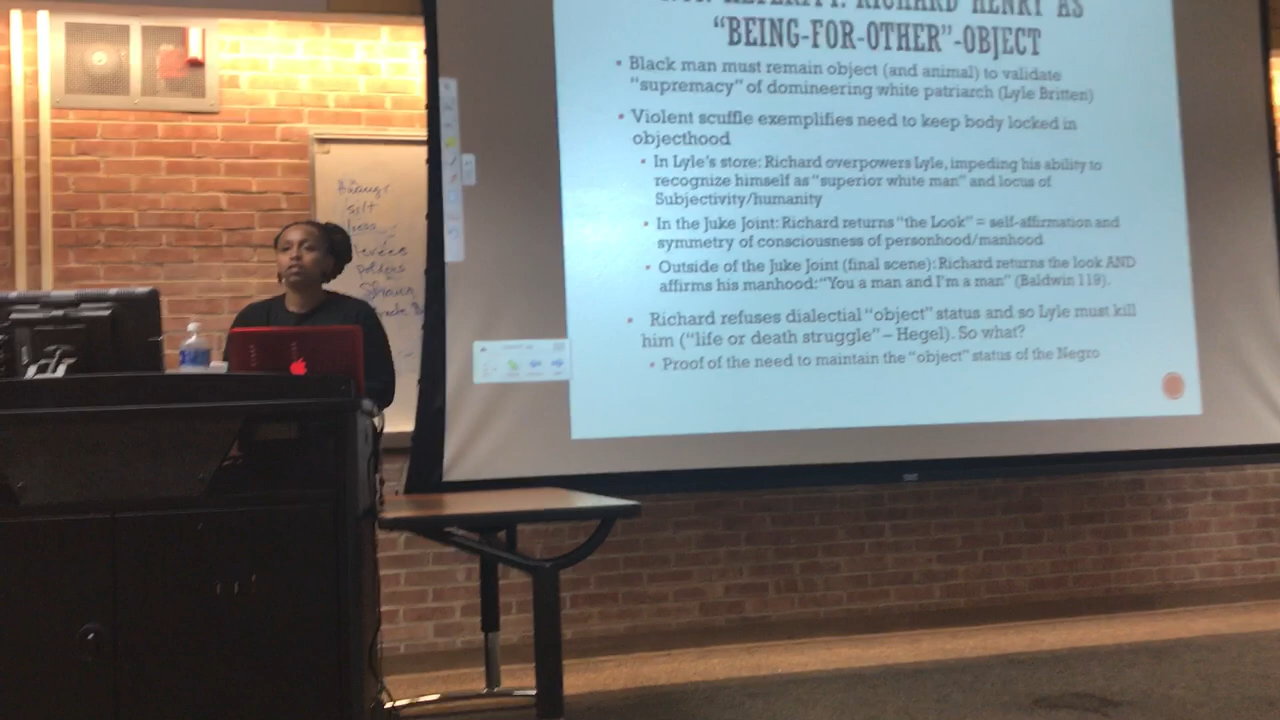 RICHARD HENRY AS
“BEING-FOR-OTHER”-OBJECT
Black man must remain object (and animal) to validate
“supremacy” of domineering white patriarch (Lyle Britten)
Violent scuffle exemplifies need to keep body locked in
objecthood
In Lyle’s store: Richard overpowers Lyle, impeding his ability to
recognize himself as “superior white man” and locus of
Subjectivity/humanity
In the Juke Joint: Richard returns “the Look” = self-affirmation and
symmetry of consciousness of personhood/manhood
Outside of the Juke Joint (final scene): Richard returns the look AND
affirms his manhood: “You a man and I’m a man” (Baldwin 119).
Richard refuses dialectial “object” status and so Lyle must kill
him (“life or death struggle” – Hegel). So what?
Proof of the need to maintain the “object” status of the Negro
silt
levees